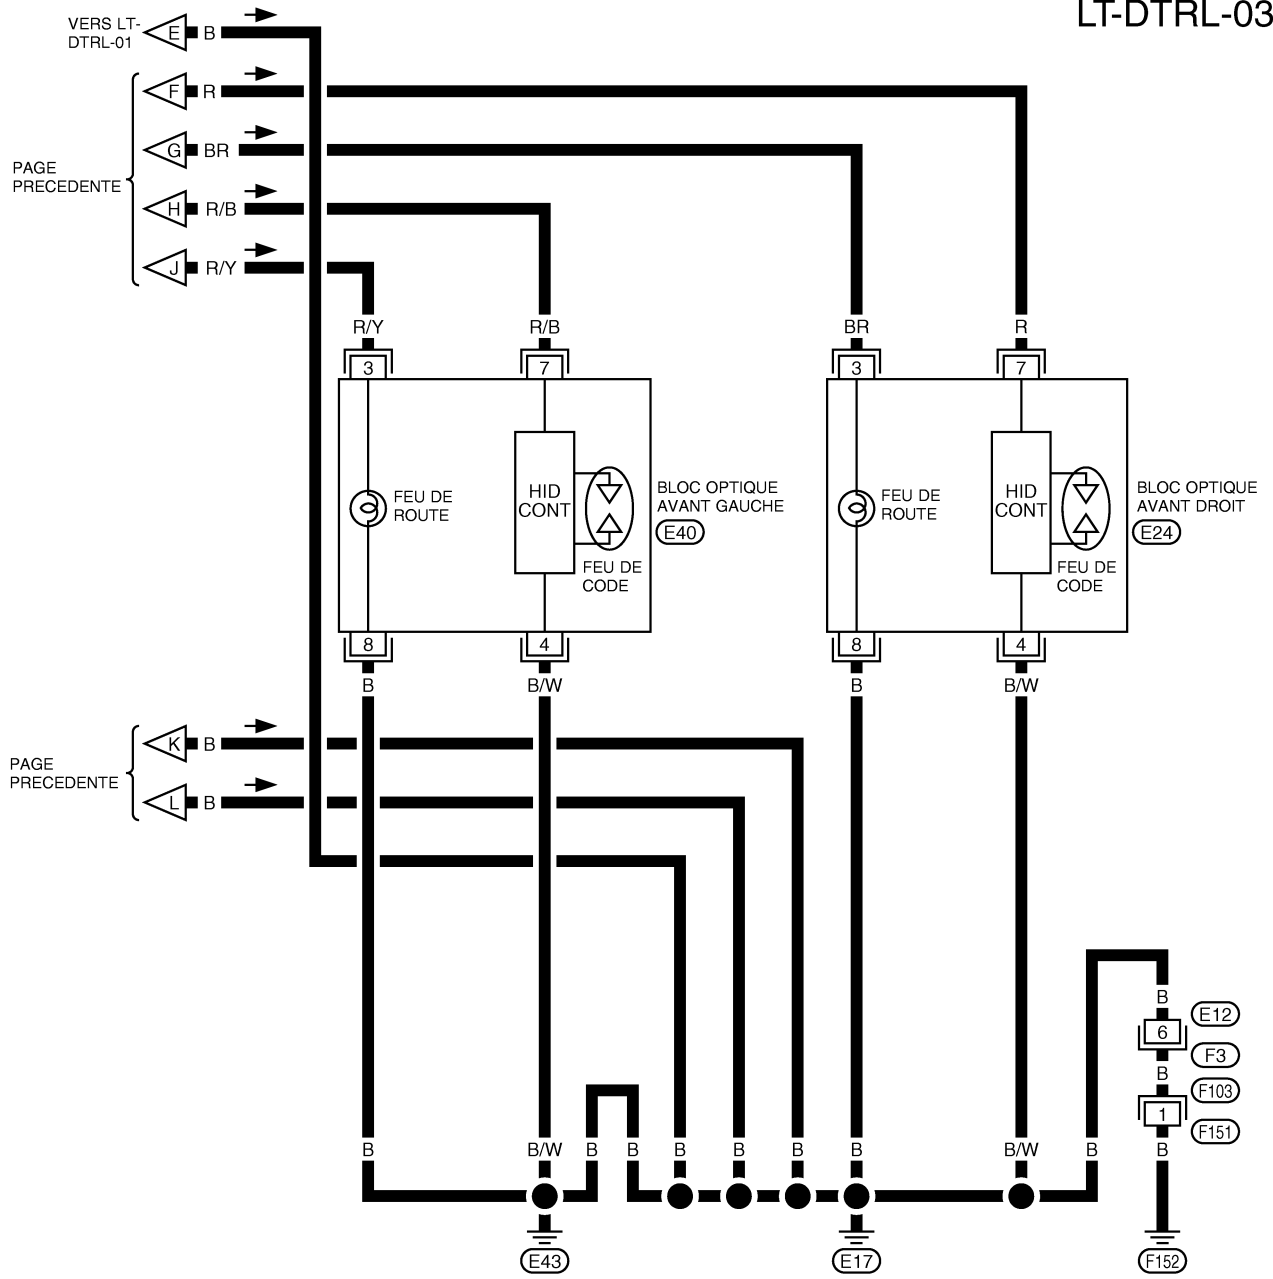 LT-DTRL-03
VERS LT-
DTRL-01
E B
F R
G BR
H R/B
J R/Y
PAGE
PRECEDENTE
R/Y R/B BR R
3 7 3 7
FEU DE
ROUTE
HID
CONT
FEU DE
CODE
BLOC OPTIQUE
AVANT GAUCHE
E40
FEU DE
ROUTE
HID
CONT
FEU DE
CODE
BLOC OPTIQUE
AVANT DROIT
E24
8 4 8 4
B B/W B B/W
PAGE
PRECEDENTE
K B
L B
B
6
E12
F3
B
F103
1
F151
B B/W B B B B B B B/W B B
E43 E17 F152